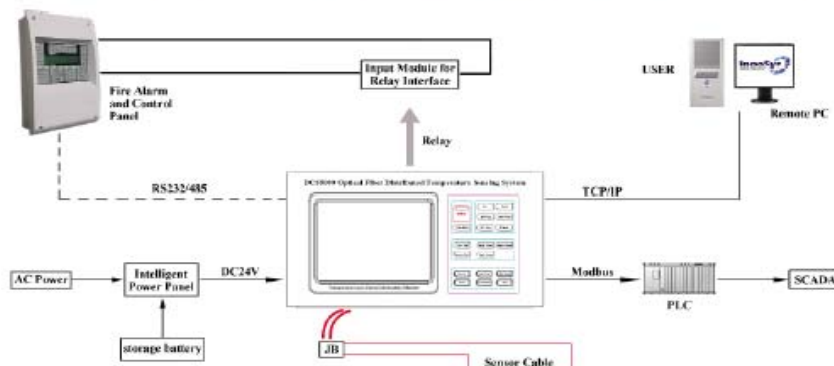 Input Module for
Relay Interface
USER
InnoSys
Remote PC
Fire Alarm
and Control
Panel
Relay
RS232/485
TCP/IP
Optical Fiber Distributed Temperature Sensing System
AC Power
Intelligent
Power Panel
DC24V
Modbus
PLC
SCADA
storage battery
JB
Sensor Cable